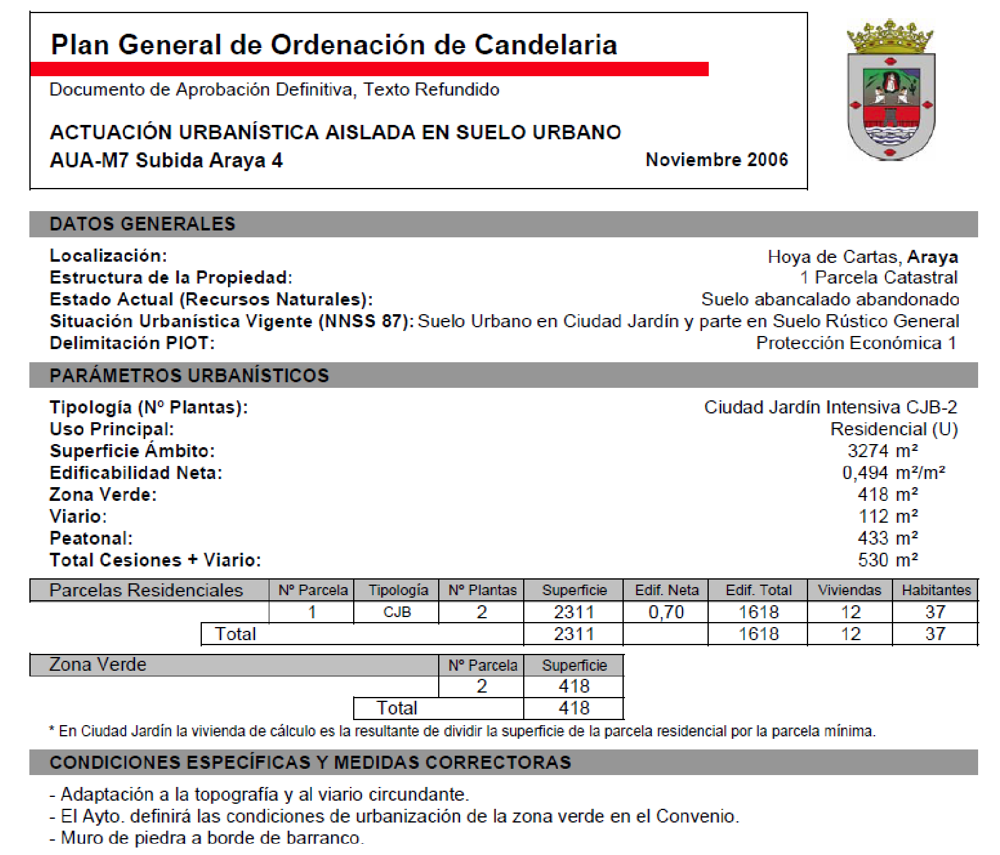 Plan General de Ordenación de Candelaria
Documento de Aprobación Definitiva, Texto Refundido
ACTUACIÓN URBANÍSTICA AISLADA EN SUELO URBANO
AUA-M7 Subida Araya 4 Noviembre 2006
DATOS GENERALES
Localización: Hoya de Cartas, Araya
Estructura de la Propiedad: 1 Parcela Catastral
Estado Actual (Recursos Naturales): Suelo abancalado abandonado
Situación Urbanística Vigente (NNSS 87): Suelo Urbano en Ciudad Jardín y parte en Suelo Rústico General
Delimitación PIOT: Protección Económica 1
PARÁMETROS URBANÍSTICOS
Tipología (Nº Plantas): Ciudad Jardín Intensiva CJB-2
Uso Principal: Residencial (U)
Superficie Ámbito: 3274 m²
Edificabilidad Neta: 0,494 m²/m²
Zona Verde: 418 m²
Viario: 112 m²
Peatonal: 433 m²
Total Cesiones + Viario: 530 m²
Parcelas Residenciales Nº Parcela Tipología Nº Plantas Superficie Edif. Neta Edif. Total Viviendas Habitantes
1 CJB 2 2311 0,70 1618 12 37
Total 2311 1618 12 37
Zona Verde Nº Parcela Superficie
2 418
Total 418
* En Ciudad Jardín la vivienda de cálculo es la resultante de dividir la superficie de la parcela residencial por la parcela mínima.
CONDICIONES ESPECÍFICAS Y MEDIDAS CORRECTORAS
- Adaptación a la topografía y al viario circundante.
- El Ayto. definirá las condiciones de urbanización de la zona verde en el Convenio.
- Muro de piedra a borde de barranco.